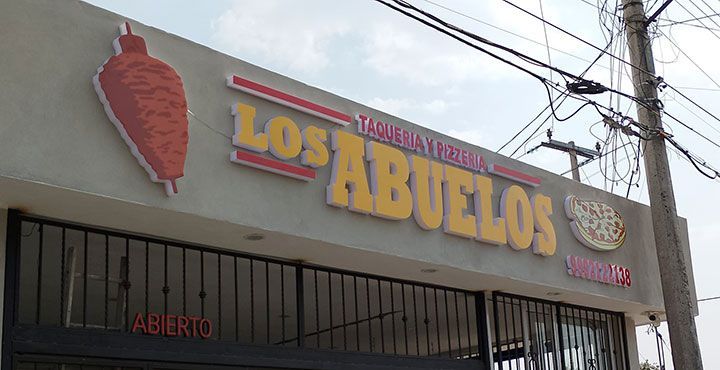 TAQUERIA Y PIZZERIA
LOS ABUELOS
ABIERTO